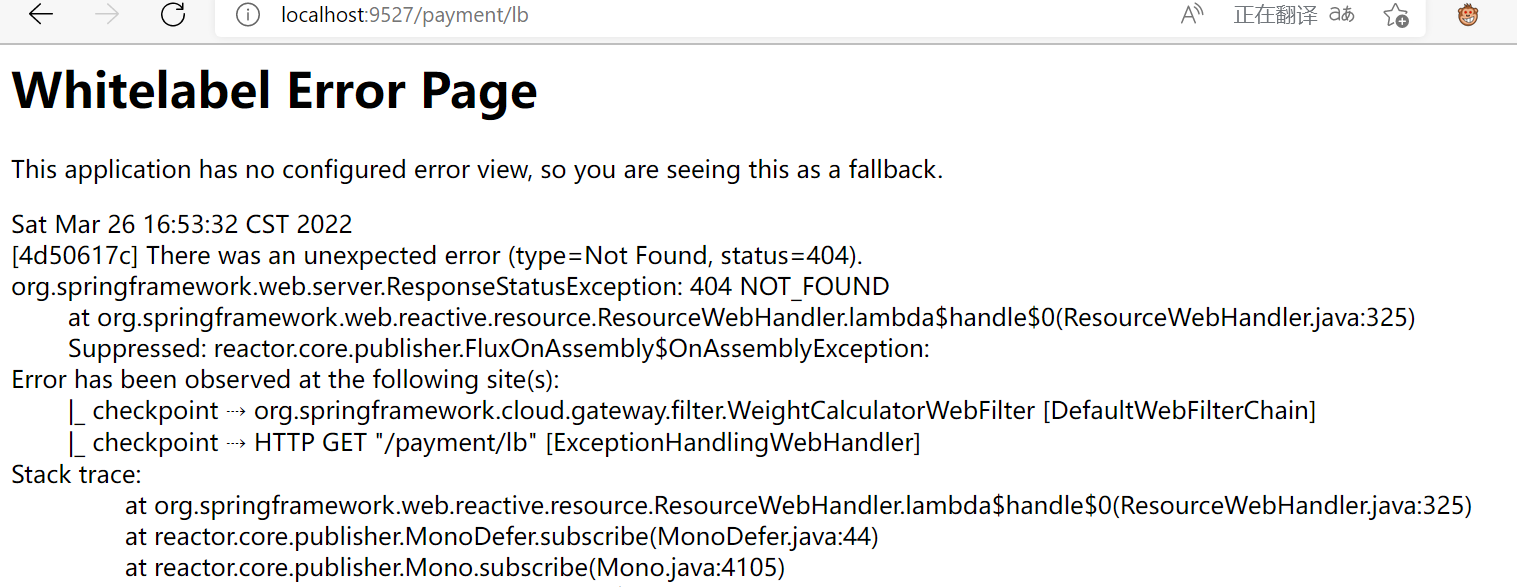 localhost:9527/payment/lb
正在翻译
Whitelabel Error Page
This application has no configured error view, so you are seeing this as a fallback.
Sat Mar 26 16:53:32 CST 2022
[4d50617c] There was an unexpected error (type=Not Found, status=404).
org.springframework.web.server.ResponseStatusException: 404 NOT_FOUND
at org.springframework.web.reactive.resource.ResourceWebHandler.lambda$handle$0(ResourceWebHandler.java:325)
Suppressed: reactor.core.publisher.FluxOnAssembly$OnAssemblyException:
Error has been observed at the following site(s):
|_ checkpoint ⇢ org.springframework.cloud.gateway.filter.WeightCalculatorWebFilter [DefaultWebFilterChain]
|_ checkpoint ⇢ HTTP GET "/payment/lb" [ExceptionHandlingWebHandler]
Stack trace:
at org.springframework.web.reactive.resource.ResourceWebHandler.lambda$handle$0(ResourceWebHandler.java:325)
at reactor.core.publisher.MonoDefer.subscribe(MonoDefer.java:44)
at reactor.core.publisher.Mono.subscribe(Mono.java:4105)